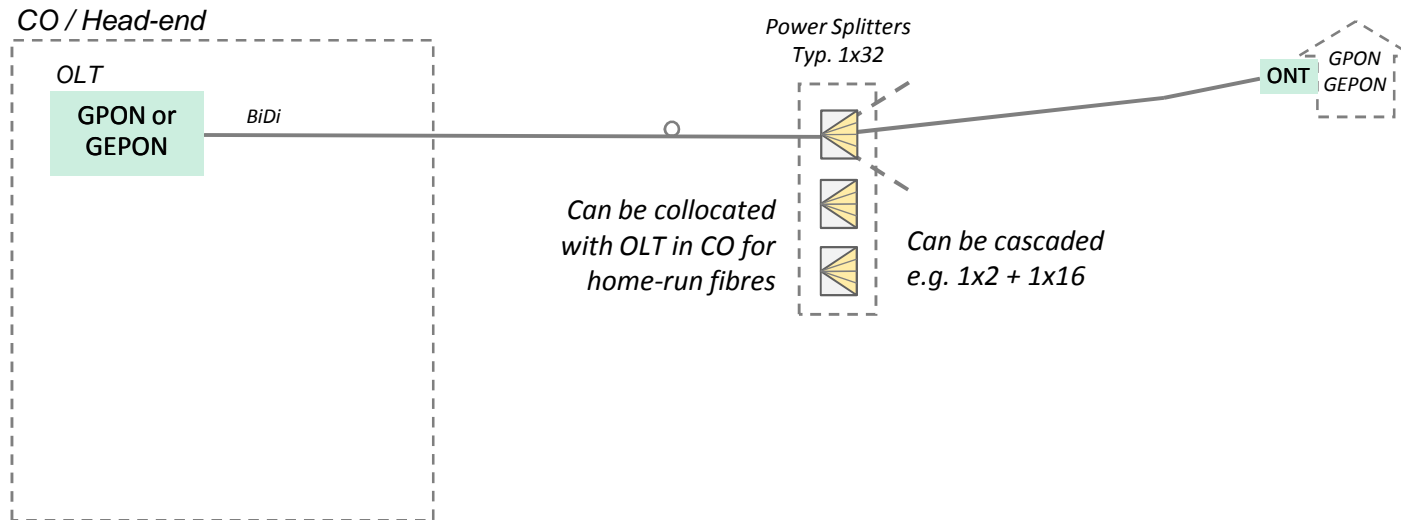 CO / Head-end
OLT
GPON or
GEPON
BiDi
Power Splitters
Typ. 1x32
Can be collocated
with OLT in CO for
home-run fibres
Can be cascaded
e.g. 1x2 + 1x16
ONT
GPON
GEPON